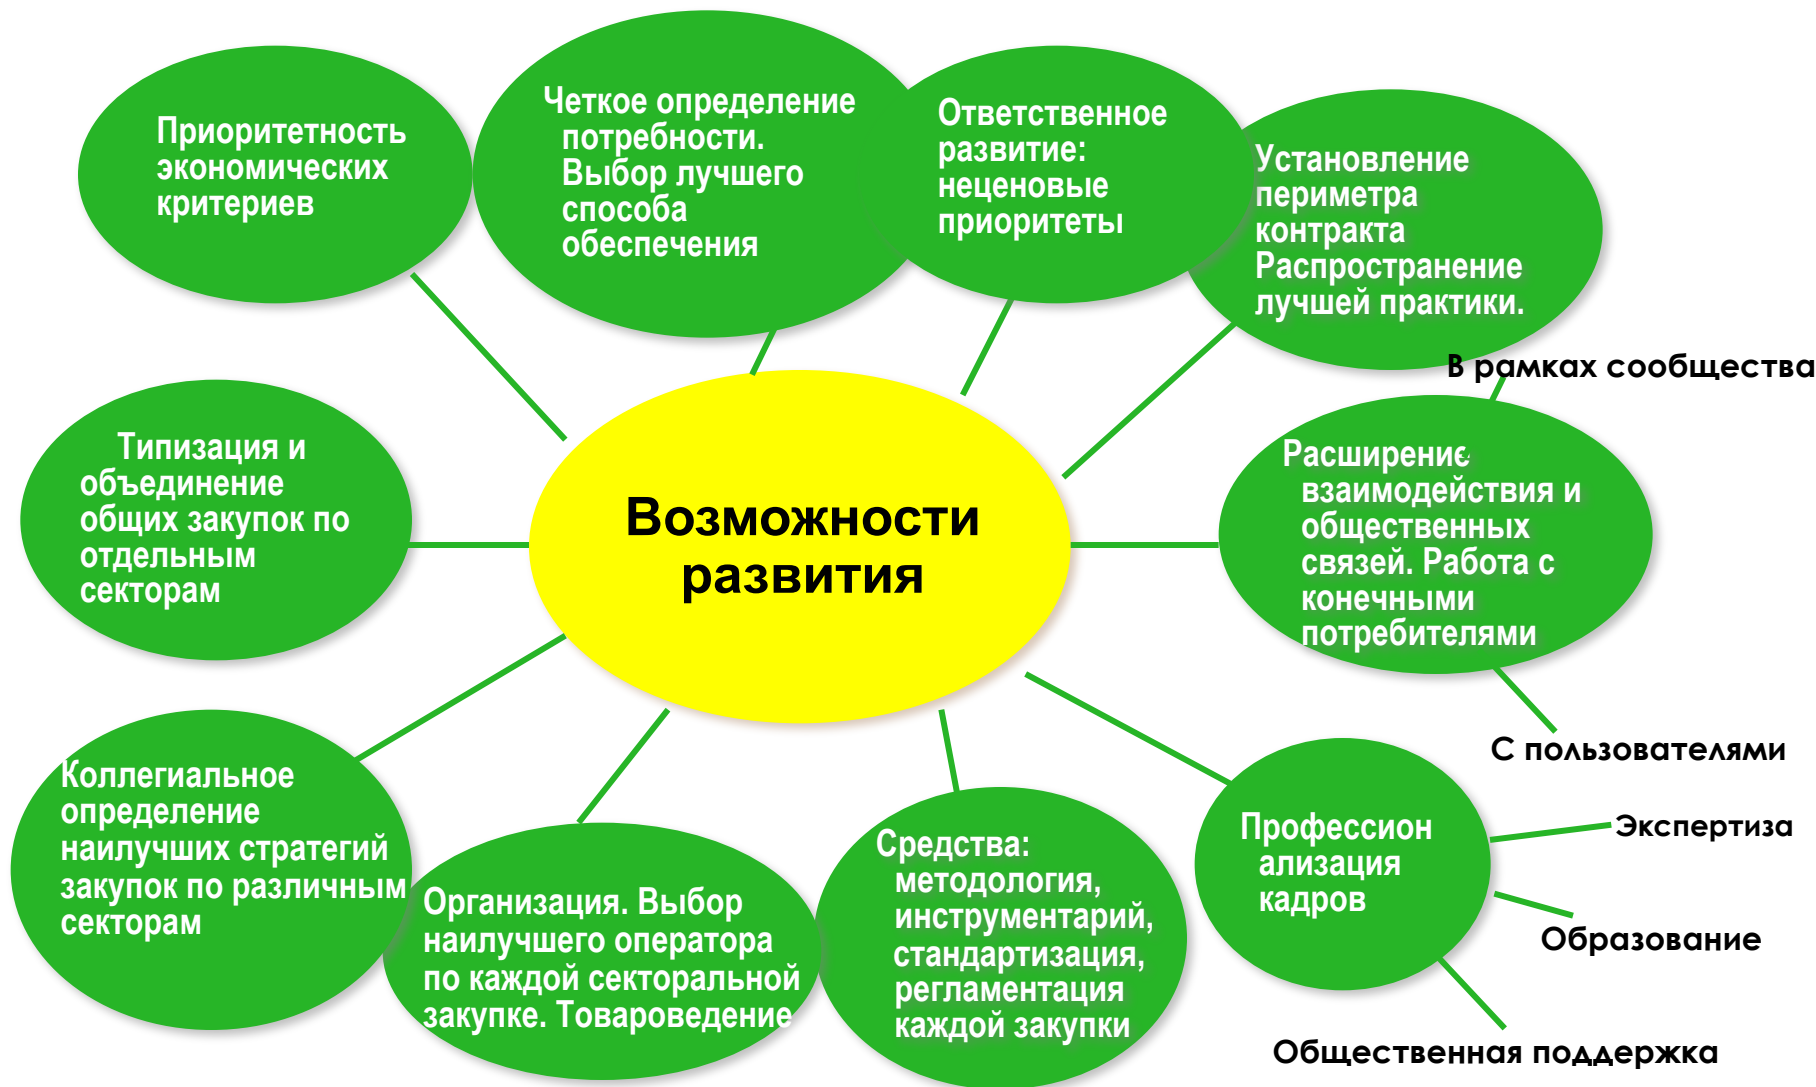 Приоритетность
экономических
критериев
Четкое определение
потребности.
Выбор лучшего
способа
обеспечения
Ответственное
развитие:
неценовые
приоритеты
Установление
периметра
контракта
Распространение
лучшей практики.
В рамках сообщества
Типизация и
объединение
общих закупок по
отдельным
секторам
Возможности
развития
Расширение
взаимодействия и
общественных
связей. Работа с
конечными
потребителями
С пользователями
Коллегиальное
определение
наилучших стратегий
закупок по различным
секторам
Организация. Выбор
наилучшего оператора
по каждой секторальной
закупке. Товароведение
Средства:
методология,
инструментарий,
стандартизация,
регламентация
каждой закупки
Профессион
ализация
кадров
Экспертиза
Образование
Общественная поддержка